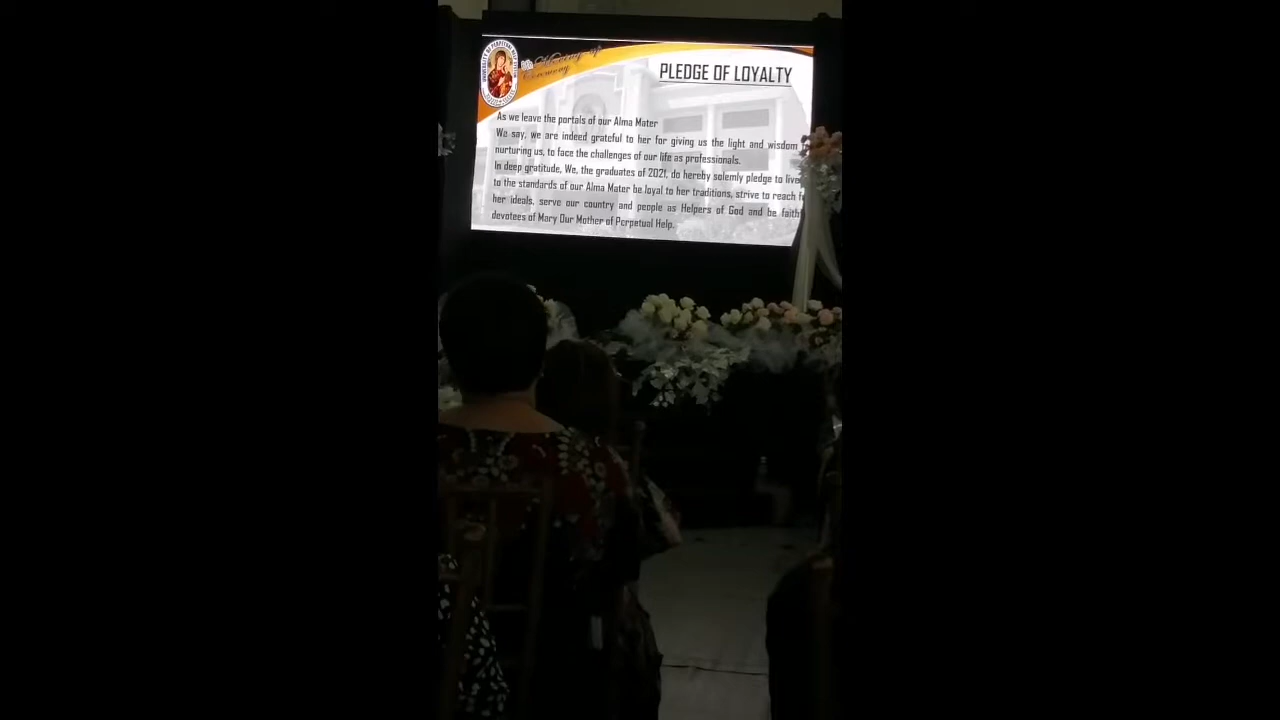 UNIVERSITY OF PERPETUAL HELP
PLEDGE OF LOYALTY
As we leave the portals of our Alma Mater
We say, we are indeed grateful to her for giving us the light and wisdom
nurturing us, to face the challenges of our life as professionals.
In deep gratitude, We, the graduates of 2021, do hereby solemnly pledge to live
to the standards of our Alma Mater be loyal to her traditions, strive to reach f
her ideals, serve our country and people as Helpers of God and be faith
devotees of Mary Our Mother of Perpetual Help.